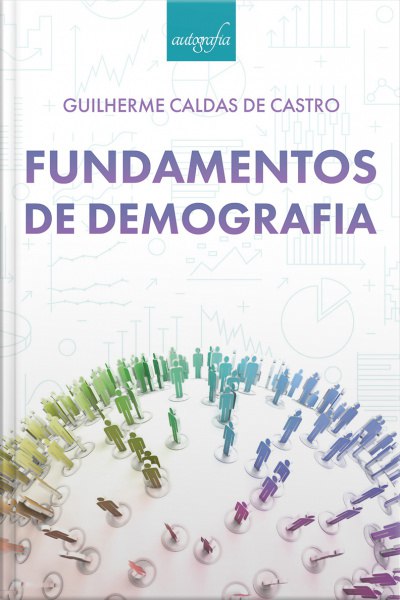 autografia
GUILHERME CALDAS DE CASTRO
FUNDAMENTOS
DE DEMOGRAFIA